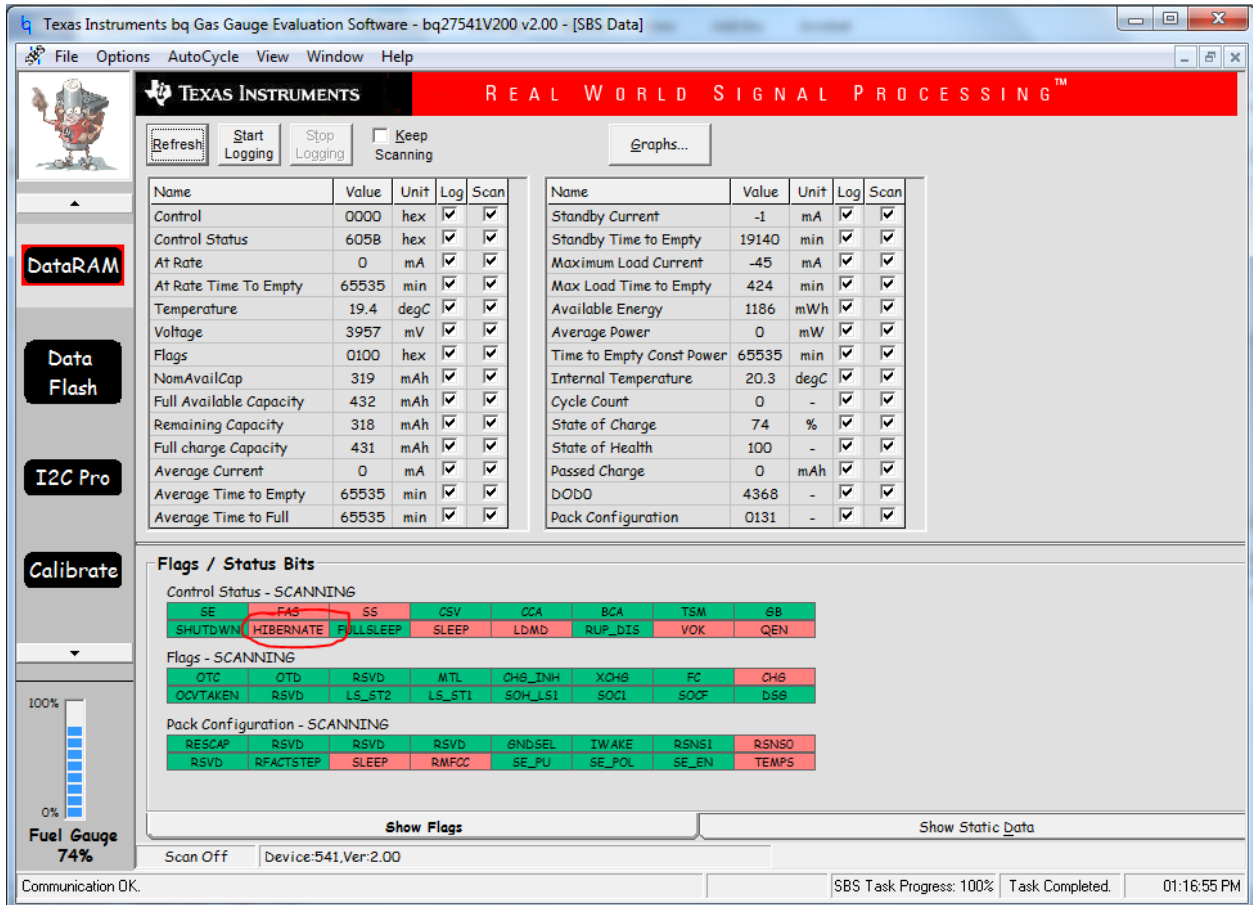 Texas Instruments bq Gas Gauge Evaluation Software - bq27541V200 v2.00 - [SBS Data]
File Options AutoCycle View Window Help
TEXAS INSTRUMENTS REAL WORLD SIGNAL PROCESSING™
Refresh Start Logging Stop Logging Keep Scanning Graphs...
Name Value Unit Log Scan Name Value Unit Log Scan
Control 0000 hex Standby Current -1 mA
Control Status 605B hex Standby Time to Empty 19140 min
At Rate 0 mA Maximum Load Current -45 mA
At Rate Time To Empty 65535 min Max Load Time to Empty 424 min
Temperature 19.4 degC Available Energy 1186 mWh
Voltage 3957 mV Average Power 0 mW
Flags 0100 hex Time to Empty Const Power 65535 min
NomAvailCap 319 mAh Internal Temperature 20.3 degC
Full Available Capacity 432 mAh Cycle Count 0 -
Remaining Capacity 318 mAh State of Charge 74 %
Full charge Capacity 431 mAh State of Health 100 -
Average Current 0 mA Passed Charge 0 mAh
Average Time to Empty 65535 min DOD0 4368 -
Average Time to Full 65535 min Pack Configuration 0131 -
DataRAM
Data
Flash
I2C Pro
Calibrate
Flags / Status Bits
Control Status - SCANNING
SE FAS SS CSV CCA BCA TSM GB
SHUTDWN HIBERNATE FULLSLEEP SLEEP LDMD RUP_DIS VOK QEN
Flags - SCANNING
OTC OTD RSVD MTL CHG_INH XCHG FC CHG
OCVTAKEN RSVD LS_ST2 LS_ST1 SOH_LS1 SOC1 SOCF DSG
Pack Configuration - SCANNING
RESCAP RSVD RSVD RSVD GNDSEL IWAKE RSNS1 RSNS0
RSVD RFACTSTEP SLEEP RMFCC SE_PU SE_POL SE_EN TEMPS
100%
0%
Fuel Gauge
74%
Show Flags Show Static Data
Scan Off Device:541,Ver:2.00
Communication OK. SBS Task Progress: 100% Task Completed. 01:16:55 PM